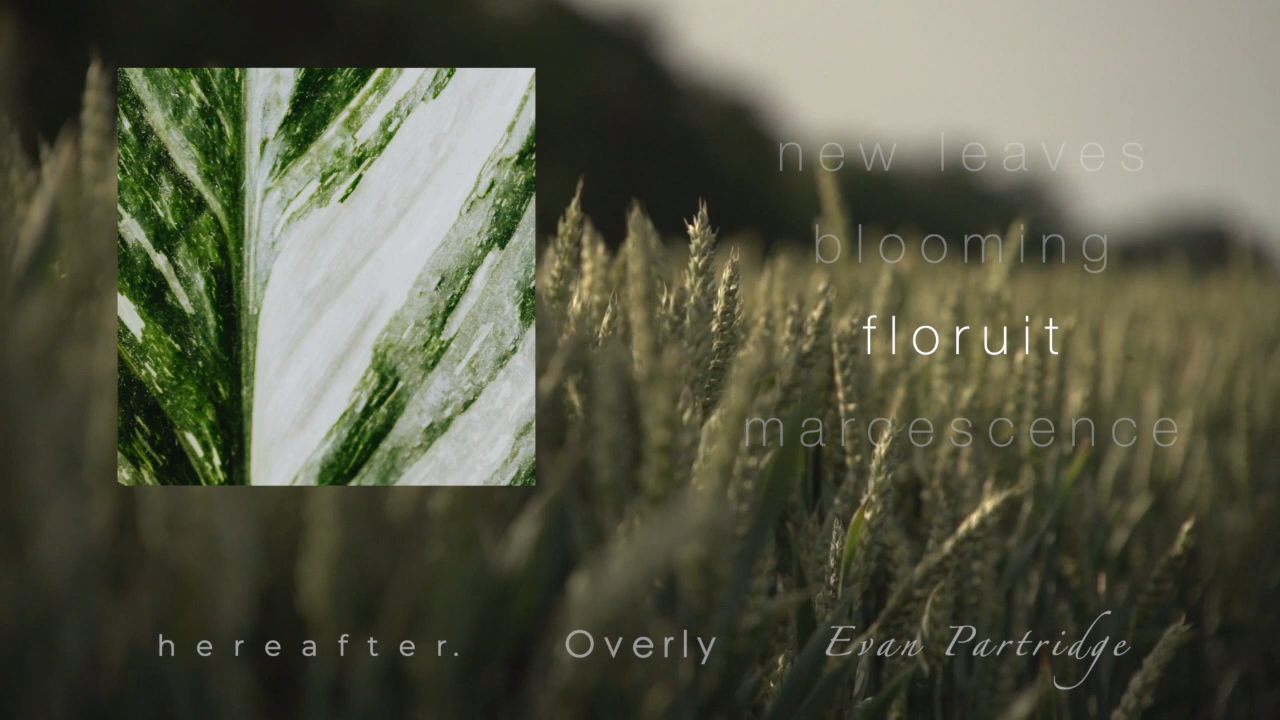 new leaves
blooming
floruit
marcescence
hereafter. Overly Evan Partridge